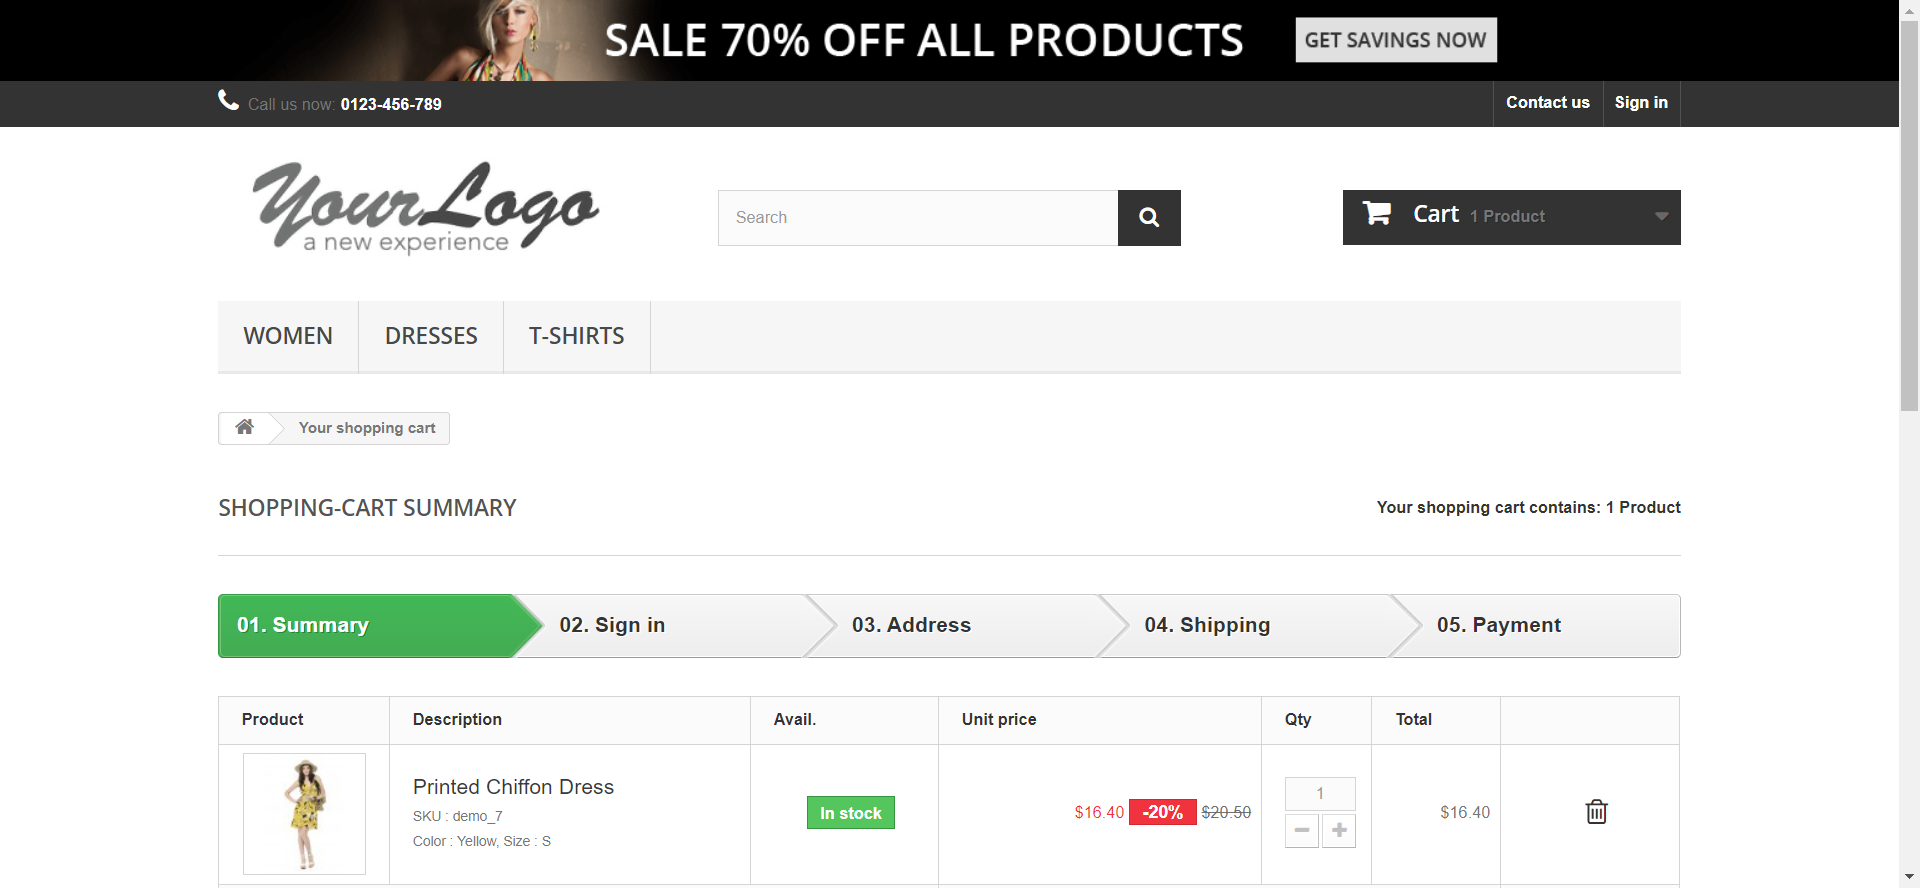 SALE 70% OFF ALL PRODUCTS
GET SAVINGS NOW
Call us now: 0123-456-789
Contact us
Sign in
YourLogo
a new experience
Search
Cart 1 Product
WOMEN
DRESSES
T-SHIRTS
Your shopping cart
SHOPPING-CART SUMMARY
Your shopping cart contains: 1 Product
01. Summary
02. Sign in
03. Address
04. Shipping
05. Payment
Product
Description
Avail.
Unit price
Qty
Total
Printed Chiffon Dress
SKU : demo_7
Color : Yellow, Size : S
In stock
$16.40 -20% $20.50
1
$16.40